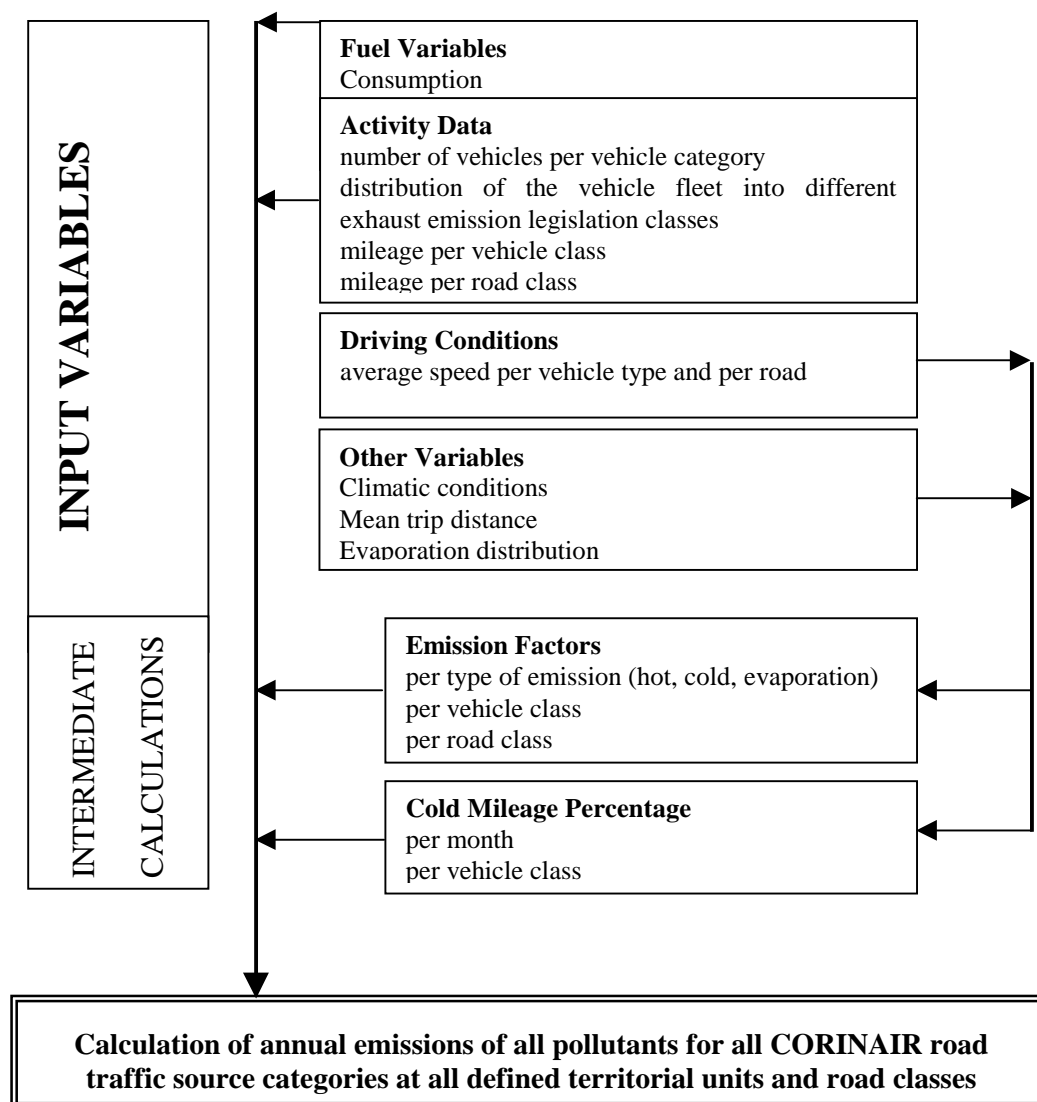 INPUT VARIABLES
Fuel Variables
Consumption
Activity Data
number of vehicles per vehicle category
distribution of the vehicle fleet into different
exhaust emission legislation classes
mileage per vehicle class
mileage per road class
Driving Conditions
average speed per vehicle type and per road
Other Variables
Climatic conditions
Mean trip distance
Evaporation distribution
INTERMEDIATE
CALCULATIONS
Emission Factors
per type of emission (hot, cold, evaporation)
per vehicle class
per road class
Cold Mileage Percentage
per month
per vehicle class
Calculation of annual emissions of all pollutants for all CORINAIR road
traffic source categories at all defined territorial units and road classes